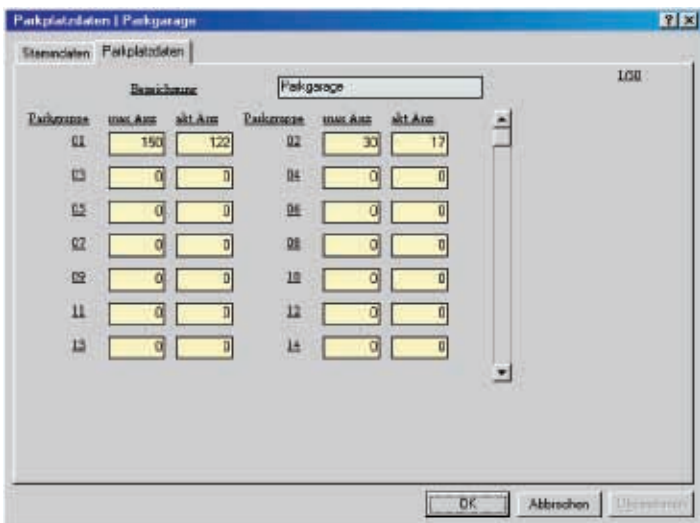 Parkplatzdaten | Parkgarage
Stammdaten Parkplatzdaten
1/30
Bezeichnung Parkgarage
Parkgruppe max Anz akt Anz Parkgruppe max Anz akt Anz
01 150 122 02 30 17
03 0 0 04 0 0
05 0 0 06 0 0
07 0 0 08 0 0
09 0 0 10 0 0
11 0 0 12 0 0
13 0 0 14 0 0
OK Abbrechen